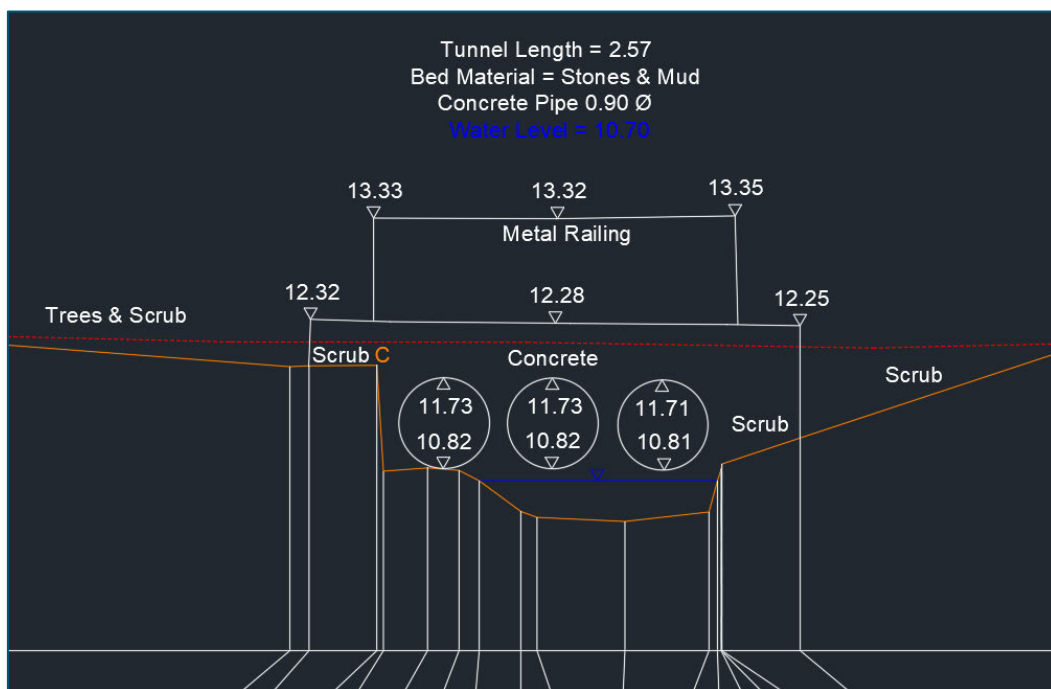 Tunnel Length = 2.57
Bed Material = Stones & Mud
Concrete Pipe 0.90 Ø
Water Level = 10.70
13.33 13.32 13.35
Metal Railing
12.32 12.28 12.25
Trees & Scrub
Scrub C Concrete
Scrub
11.73 11.73 11.71
Scrub
10.82 10.82 10.81